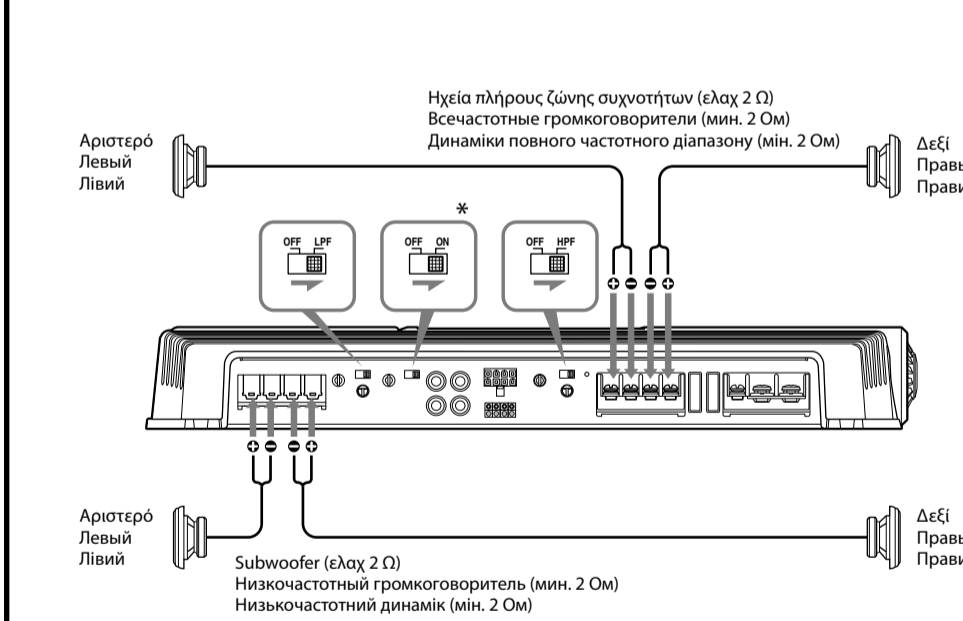 Ηχεία πλήρους ζώνης συχνοτήτων (ελαχ 2 Ω)
Всечастотные громкоговорители (мин. 2 Ом)
Динаміки повного частотного діапазону (мін. 2 Ом)
Αριστερό
Левый
Лівий
Δεξί
*
OFF LPF
OFF ON
OFF HPF
Αριστερό
Левый
Лівий
Δεξί
Subwoofer (ελαχ 2 Ω)
Низкочастотный громкоговоритель (мин. 2 Ом)
Низькочастотний динамік (мін. 2 Ом)